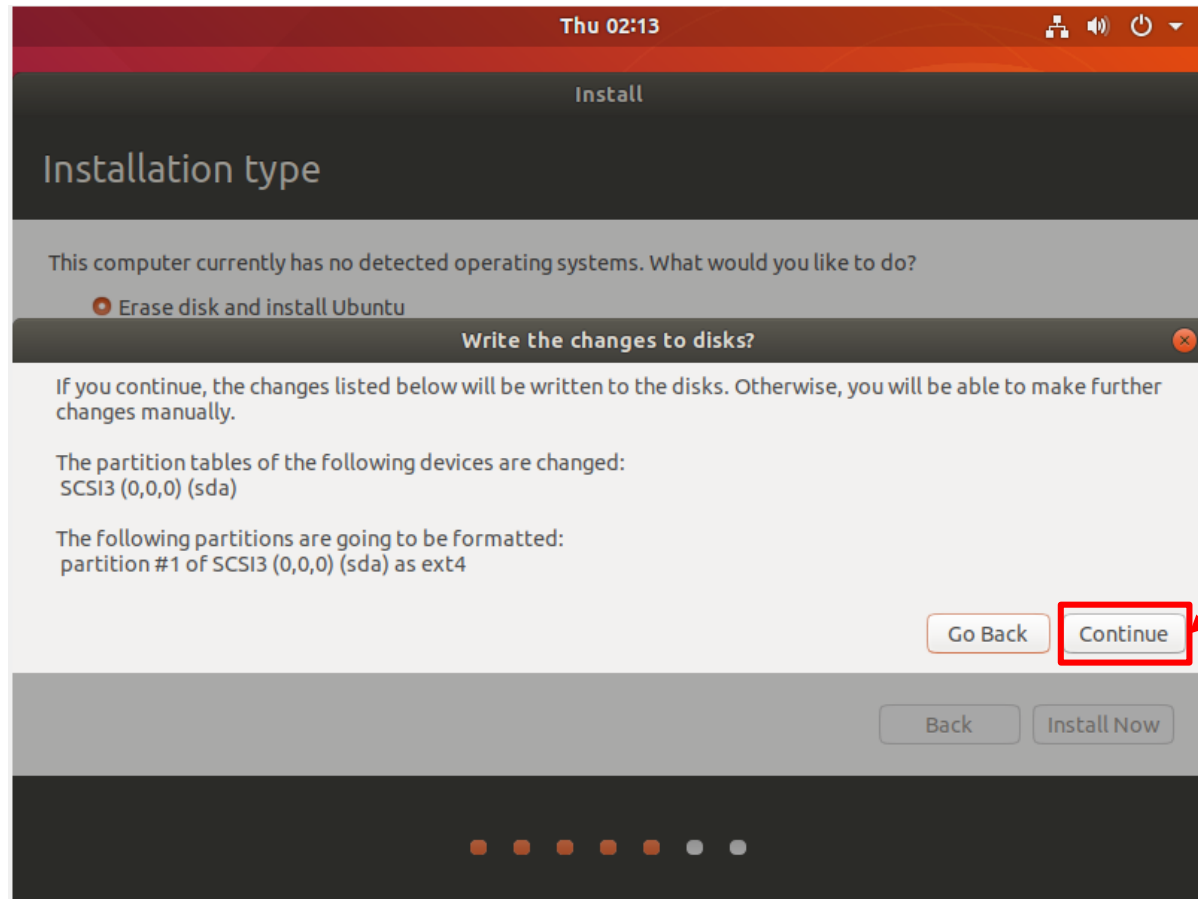 Thu 02:13
Install
Installation type
This computer currently has no detected operating systems. What would you like to do?
Erase disk and install Ubuntu
Write the changes to disks?
If you continue, the changes listed below will be written to the disks. Otherwise, you will be able to make further
changes manually.
The partition tables of the following devices are changed:
SCSI3 (0,0,0) (sda)
The following partitions are going to be formatted:
partition #1 of SCSI3 (0,0,0) (sda) as ext4
Go Back Continue
Back Install Now